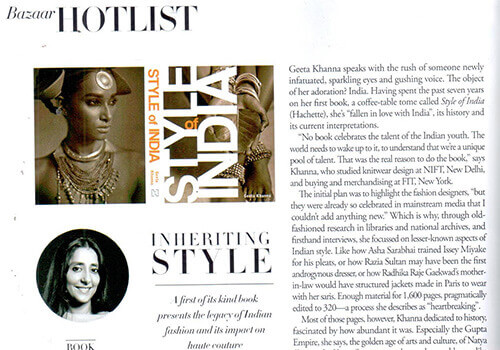 Bazaar HOTLIST
STYLE of INDIA
Geeta Khanna
STYLE
of
INDIA
Geeta Khanna
INHERITING
STYLE
A first of its kind book
presents the legacy of Indian
fashion and its impact on
haute couture
BOOK
Geeta Khanna speaks with the rush of someone newly
infatuated, sparkling eyes and gushing voice. The object
of her adoration? India. Having spent the past seven years
on her first book, a coffee-table tome called Style of India
(Hachette), she's “fallen in love with India”, its history and
its current interpretations.
“No book celebrates the talent of the Indian youth. The
world needs to wake up to it, to understand that we're a unique
pool of talent. That was the real reason to do the book,” says
Khanna, who studied knitwear design at NIFT, New Delhi,
and buying and merchandising at FIT, New York.
The initial plan was to highlight the fashion designers, “but
they were already so celebrated in mainstream media that I
couldn't add anything new.” Which is why, through old-
fashioned research in libraries and national archives, and
firsthand interviews, she focussed on lesser-known aspects of
Indian style. Like how Asha Sarabhai trained Issey Miyake
for his pleats, or how Razia Sultan may have been the first
androgynous dresser, or how Radhika Raje Gaekwad's mother-
in-law would have structured jackets made in Paris to wear
with her saris. Enough material for 1,600 pages, pragmatically
edited to 320—a process she describes as “heartbreaking”.
Most of those pages, however, Khanna dedicated to history,
fascinated by how abundant it was. Especially the Gupta
Empire, she says, the golden age of arts and culture, of Natya